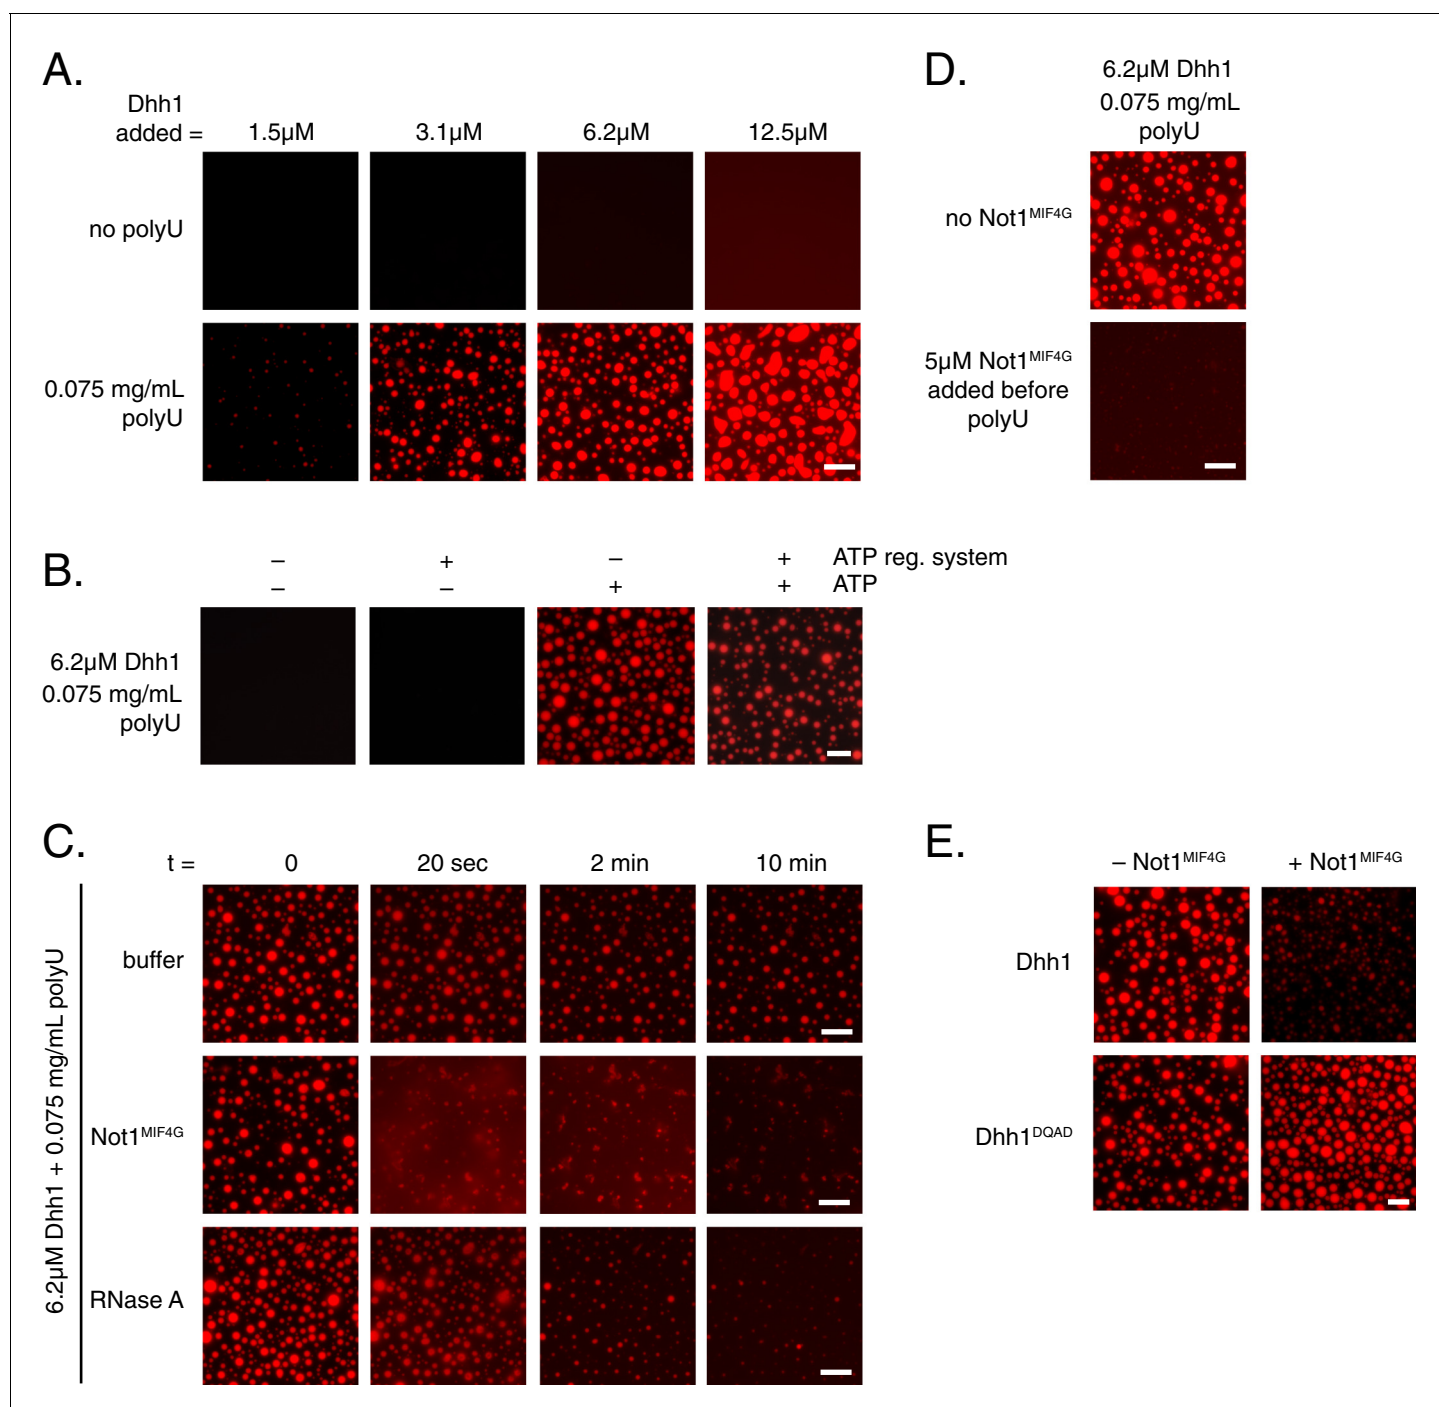 A.
Dhh1
added =
1.5µM 3.1µM 6.2µM 12.5µM
no polyU
0.075 mg/mL
polyU
B.
– + – + ATP reg. system
– – + + ATP
6.2µM Dhh1
0.075 mg/mL
polyU
C.
t = 0 20 sec 2 min 10 min
6.2µM Dhh1 + 0.075 mg/mL polyU
buffer
Not1MIF4G
RNase A
D.
6.2µM Dhh1
0.075 mg/mL
polyU
no Not1MIF4G
5µM Not1MIF4G
added before
polyU
E.
– Not1MIF4G + Not1MIF4G
Dhh1
Dhh1DQAD